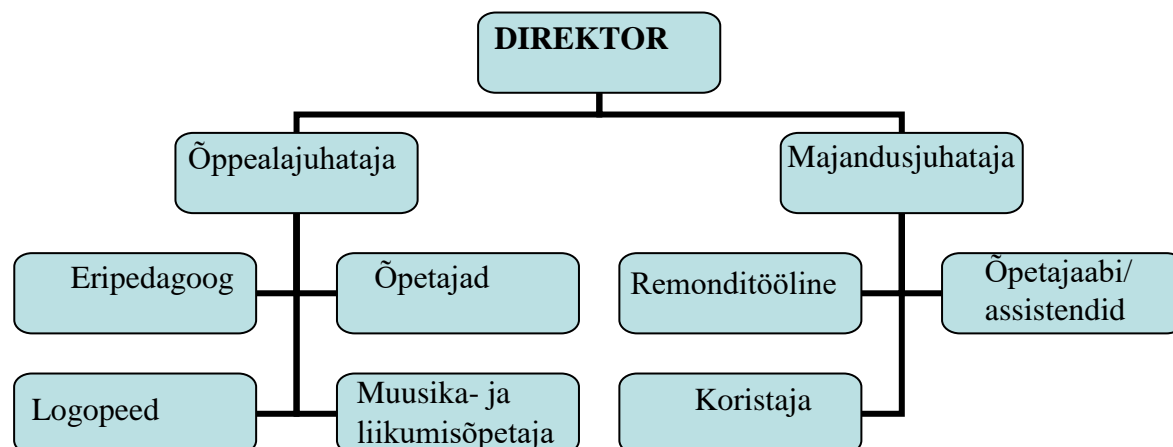 DIREKTOR
Õppealajuhataja
Majandusjuhataja
Eripedagoog
Õpetajad
Remonditööline
Õpetajaabi/
assistendid
Logopeed
Muusika- ja
liikumisõpetaja
Koristaja